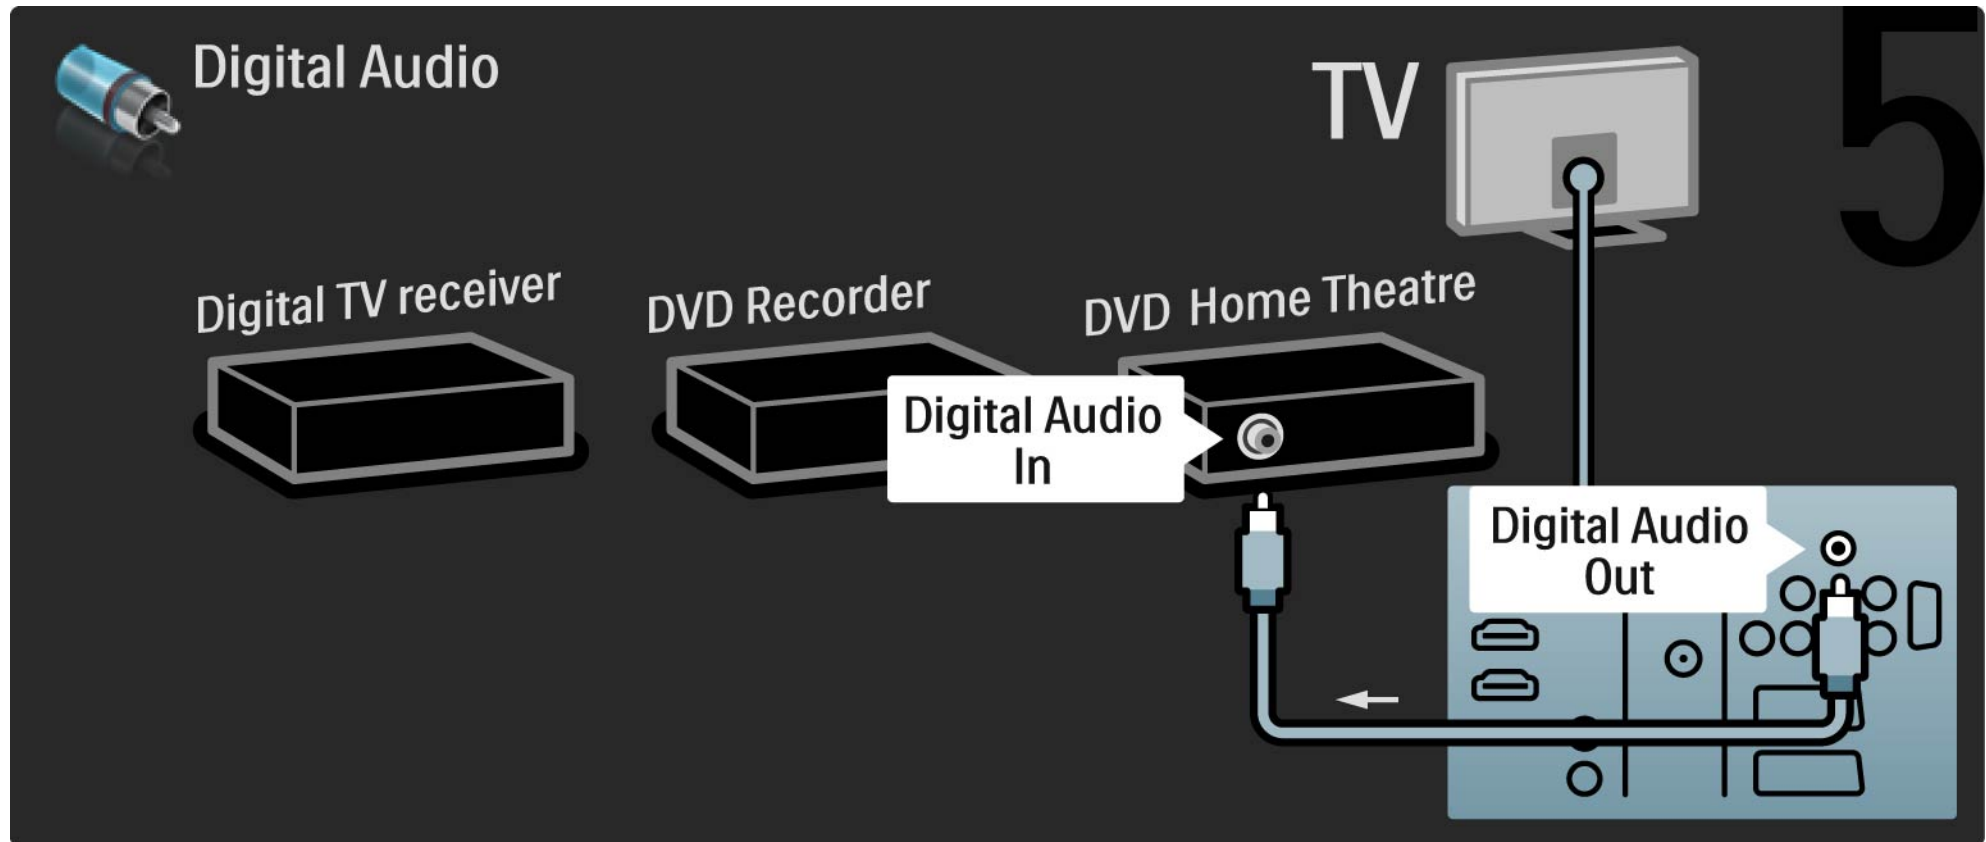 Digital Audio
TV
5
Digital TV receiver
DVD Recorder
DVD Home Theatre
Digital Audio
In
Digital Audio
Out